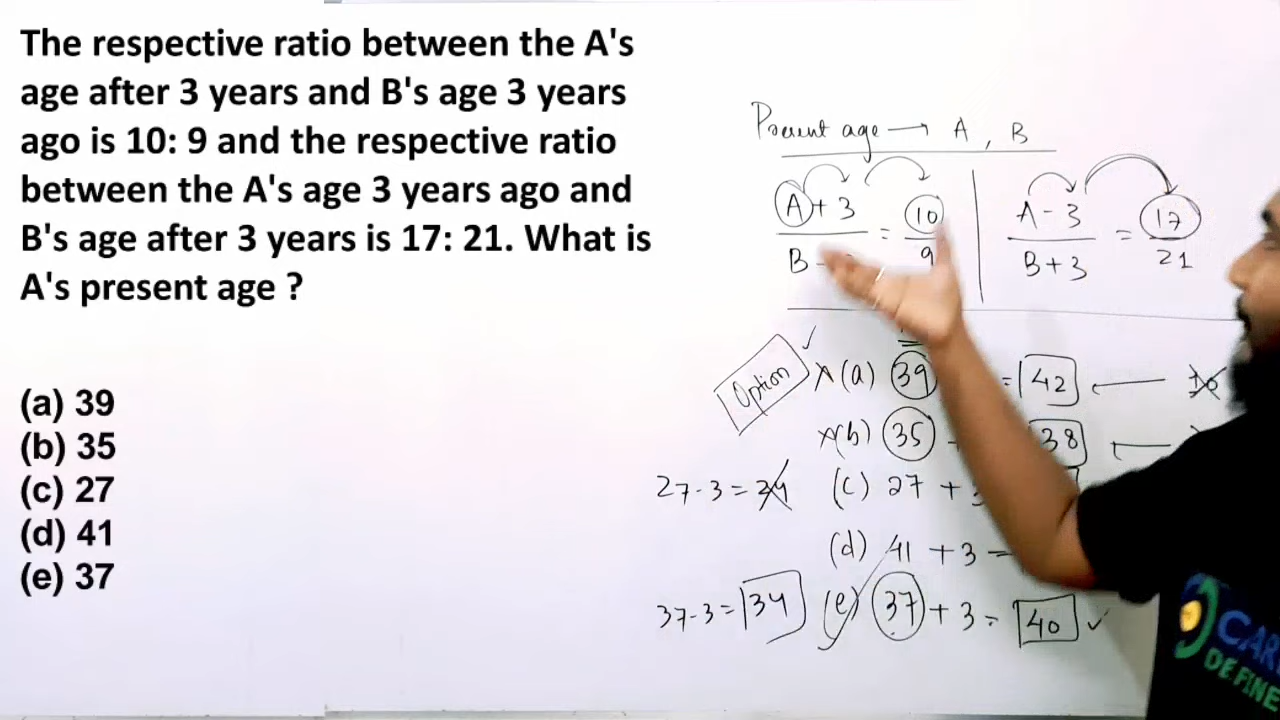 The respective ratio between the A's
age after 3 years and B's age 3 years
ago is 10: 9 and the respective ratio
between the A's age 3 years ago and
B's age after 3 years is 17: 21. What is
A's present age ?
(a) 39
(b) 35
(c) 27
(d) 41
(e) 37
Present age → A , B
A + 3 = 10
B 9
A - 3 = 17
B + 3 21
Option
(a) 39 = 42
(b) 35 38
27-3 = 24 (c) 27 +
(d) 41 + 3 =
37-3 = 34 (e) 37 + 3 = 40
CAR
DEFINE